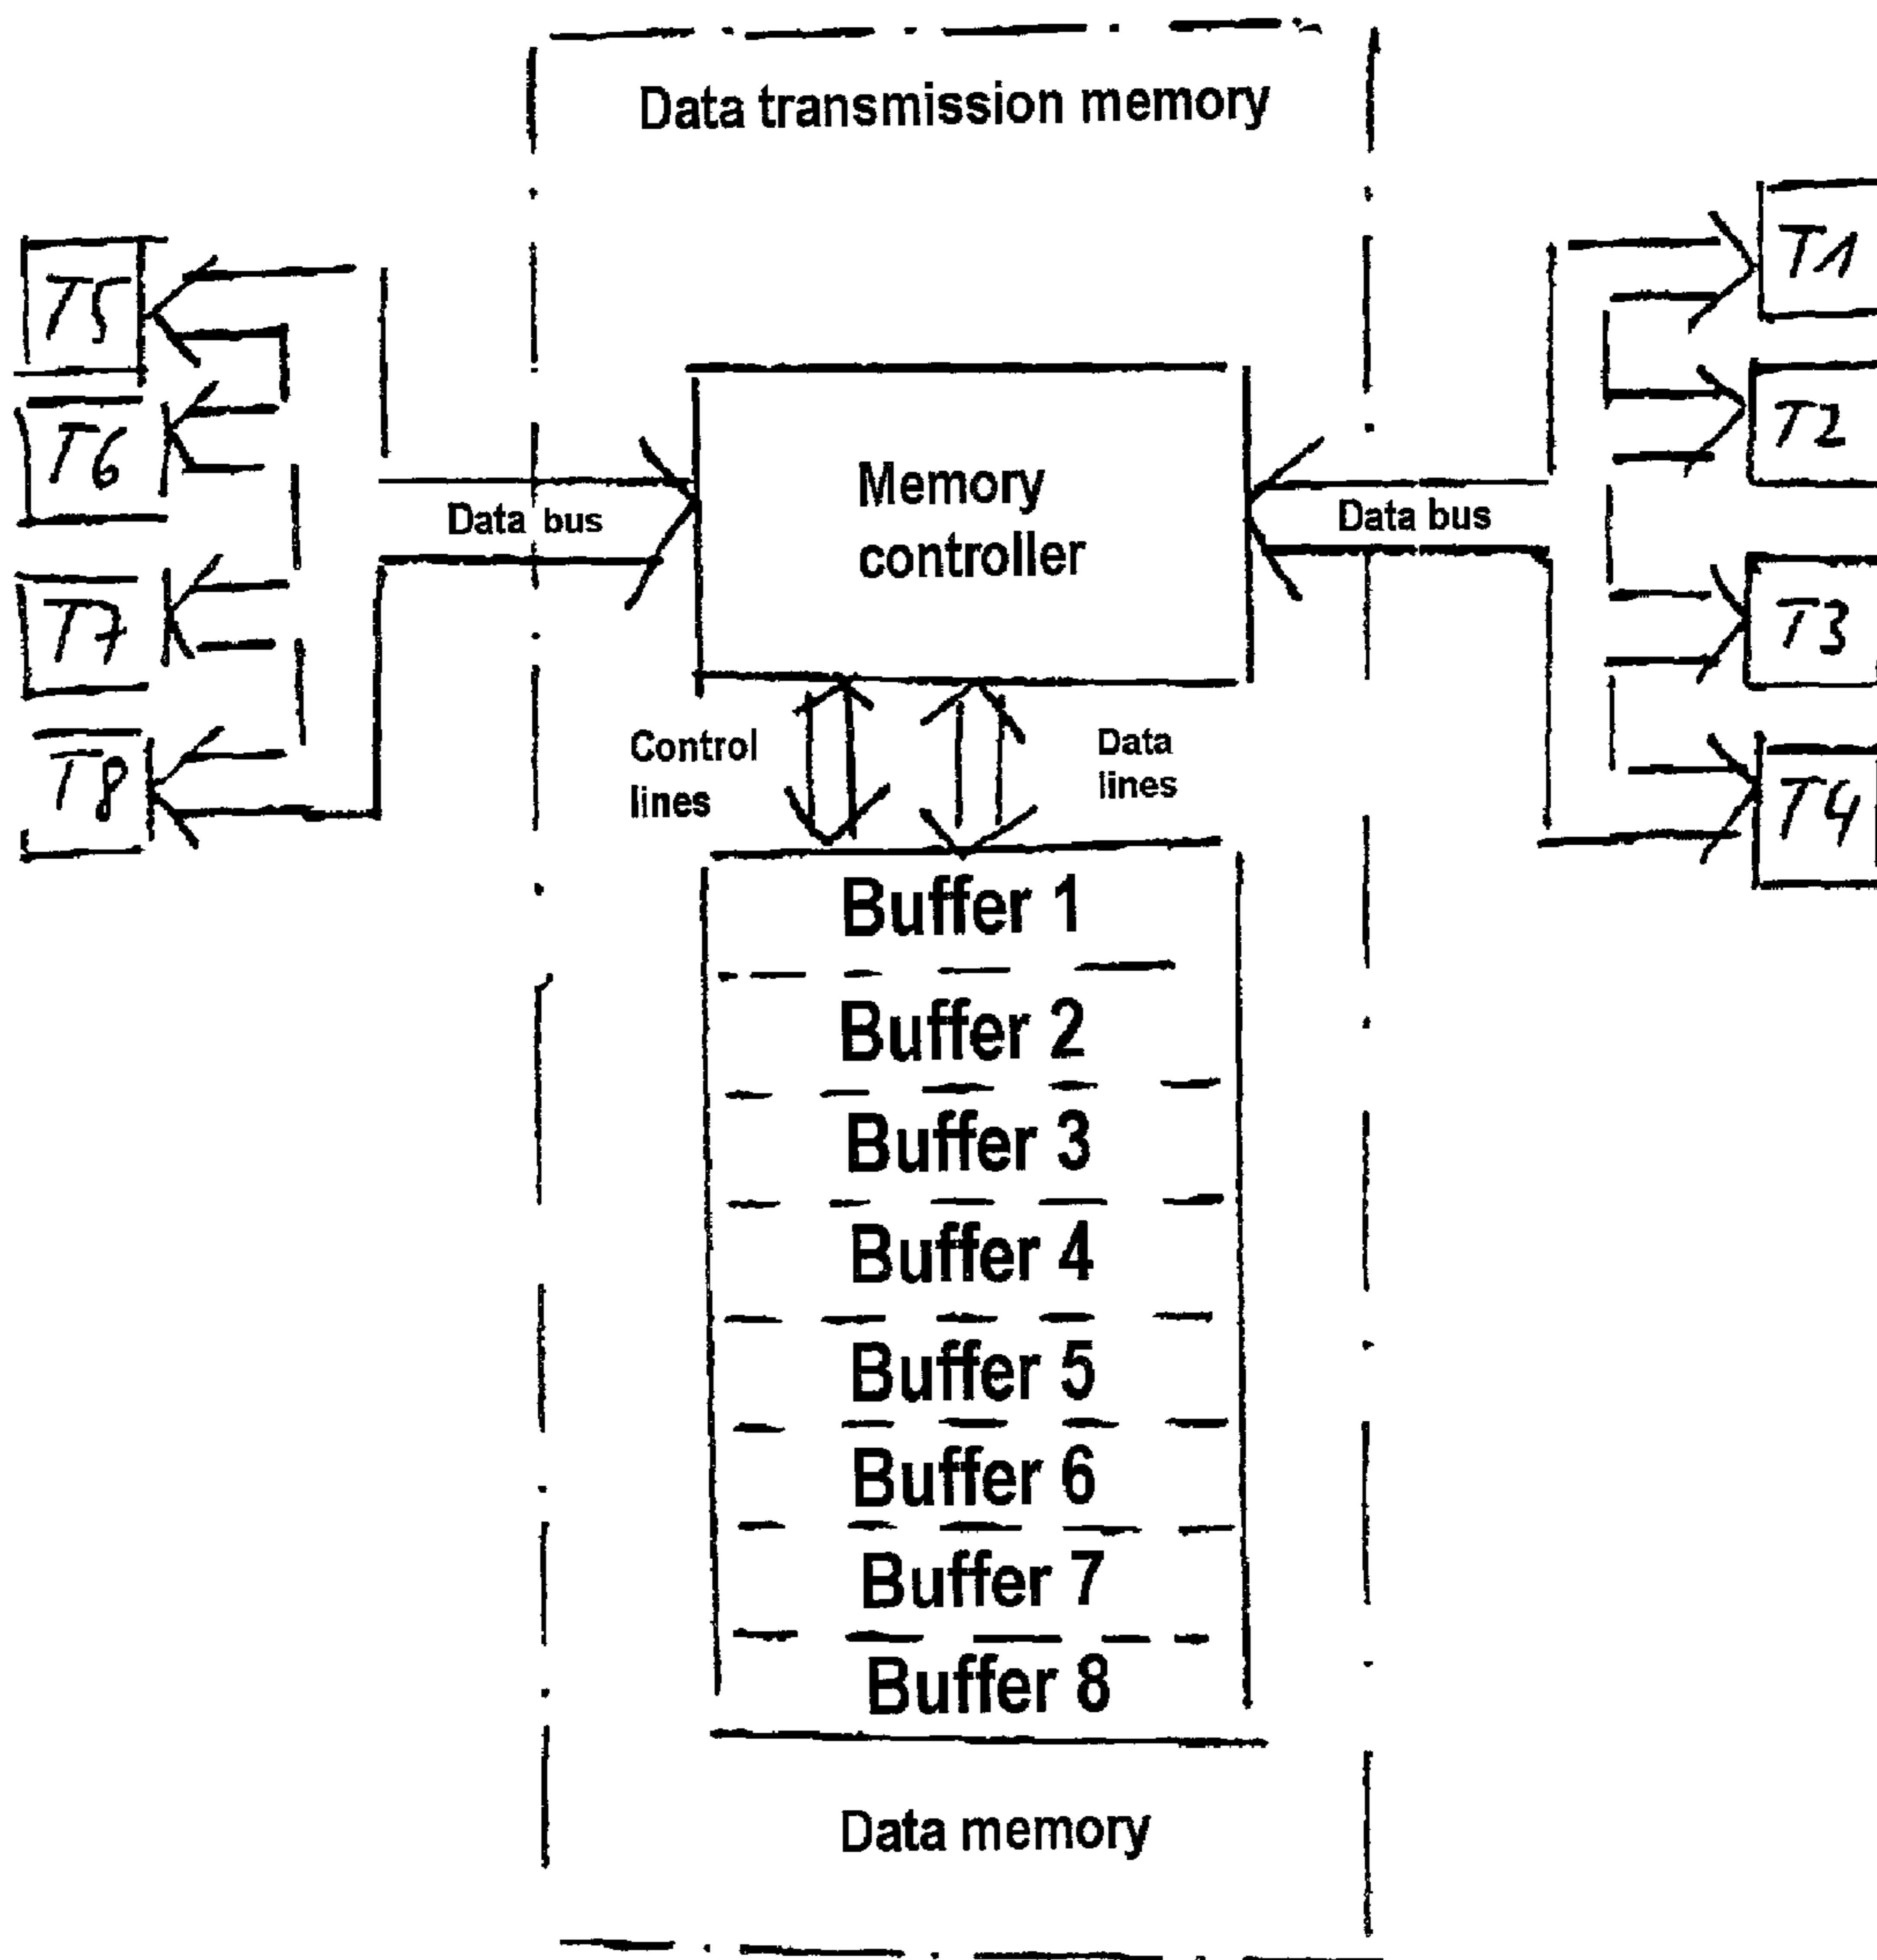 Data transmission memory
T5
T6
T7
T8
Data bus
Memory
controller
Data bus
T1
T2
T3
T4
Control
lines
Data
lines
Buffer 1
Buffer 2
Buffer 3
Buffer 4
Buffer 5
Buffer 6
Buffer 7
Buffer 8
Data memory